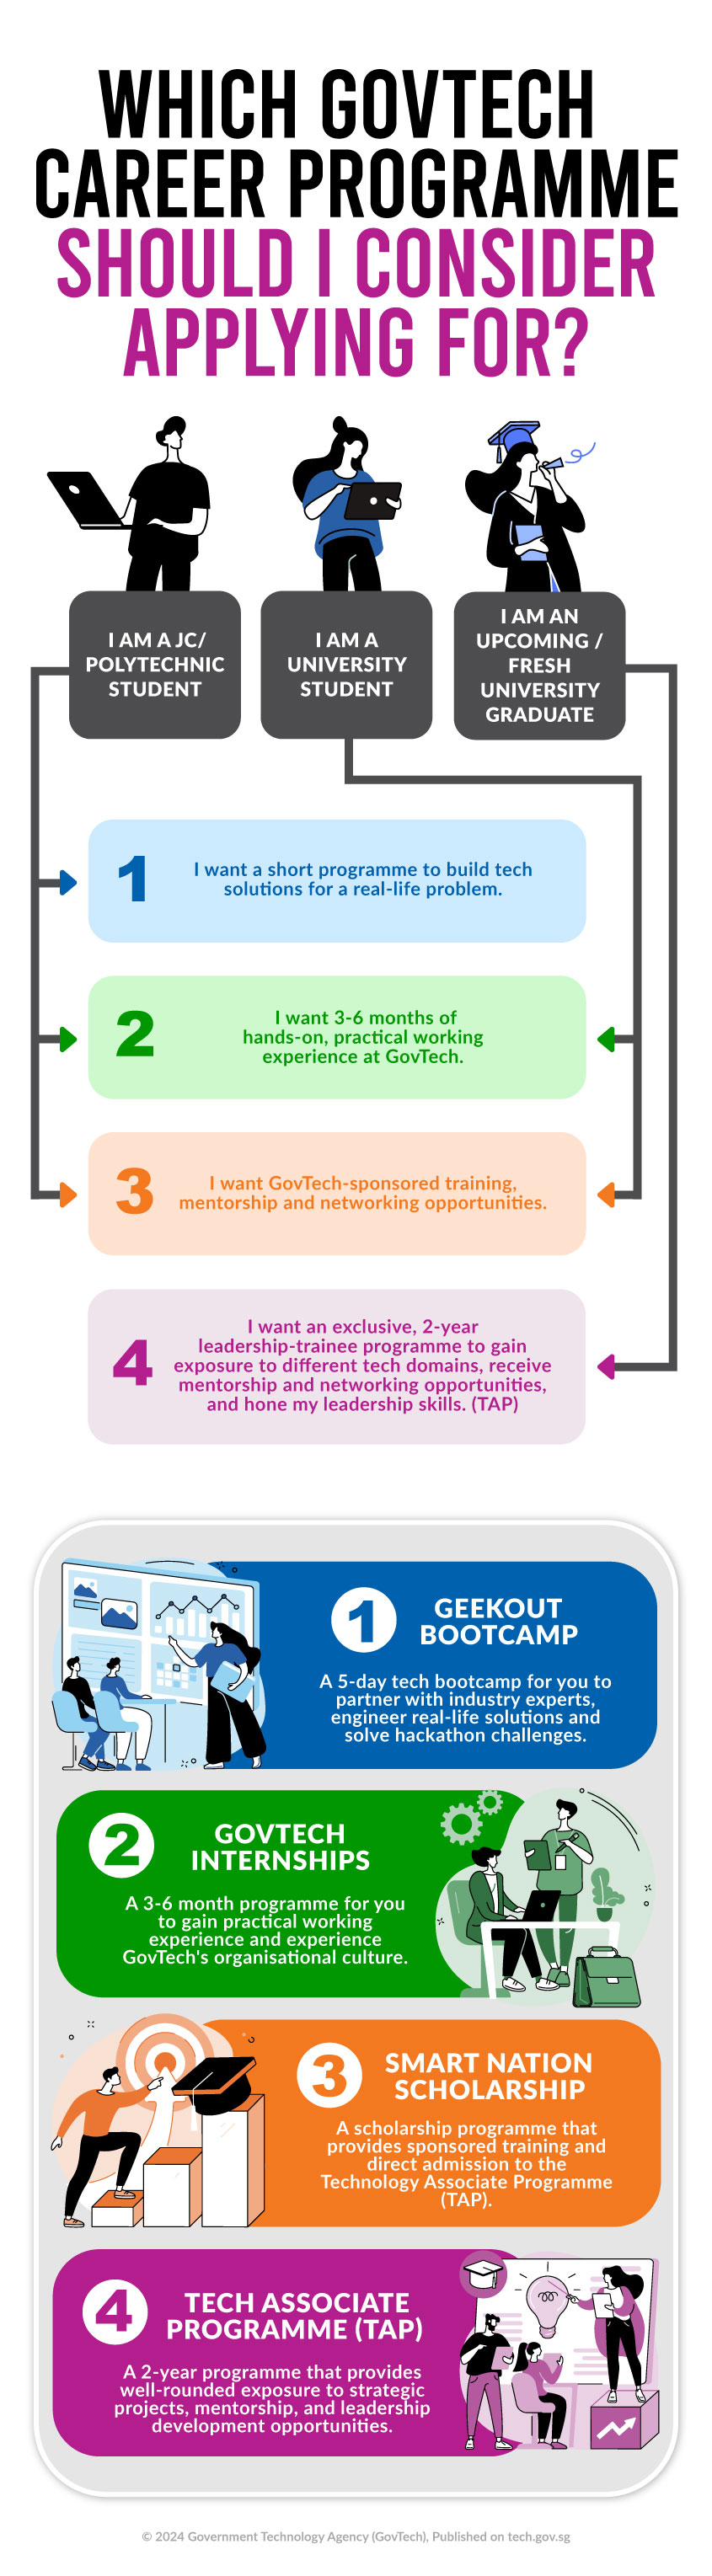 WHICH GOVTECH
CAREER PROGRAMME
SHOULD I CONSIDER
APPLYING FOR?
I AM A JC/
POLYTECHNIC
STUDENT
I AM A
UNIVERSITY
STUDENT
I AM AN
UPCOMING /
FRESH
UNIVERSITY
GRADUATE
1
I want a short programme to build tech
solutions for a real-life problem.
2
I want 3-6 months of
hands-on, practical working
experience at GovTech.
3
I want GovTech-sponsored training,
mentorship and networking opportunities.
4
I want an exclusive, 2-year
leadership-trainee programme to gain
exposure to different tech domains, receive
mentorship and networking opportunities,
and hone my leadership skills. (TAP)
1
GEEKOUT
BOOTCAMP
A 5-day tech bootcamp for you to
partner with industry experts,
engineer real-life solutions and
solve hackathon challenges.
2
GOVTECH
INTERNSHIPS
A 3-6 month programme for you
to gain practical working
experience and experience
GovTech's organisational culture.
3
SMART NATION
SCHOLARSHIP
A scholarship programme that
provides sponsored training and
direct admission to the
Technology Associate Programme
(TAP).
4
TECH ASSOCIATE
PROGRAMME (TAP)
A 2-year programme that provides
well-rounded exposure to strategic
projects, mentorship, and leadership
development opportunities.
© 2024 Government Technology Agency (GovTech), Published on tech.gov.sg